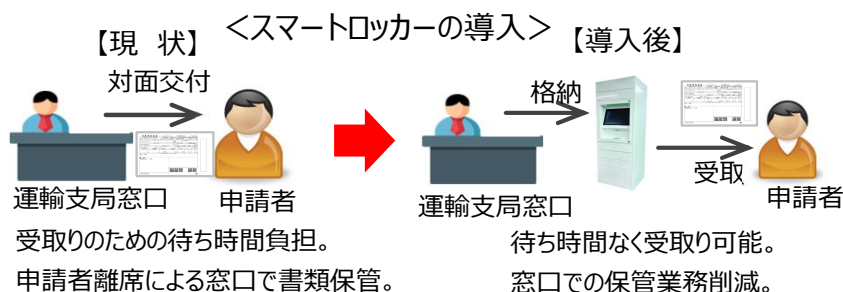 ＜スマートロッカーの導入＞
【現　状】
対面交付
運輸支局窓口
申請者
受取りのための待ち時間負担。
申請者離席による窓口で書類保管。
【導入後】
格納
受取
運輸支局窓口
申請者
待ち時間なく受取り可能。
窓口での保管業務削減。